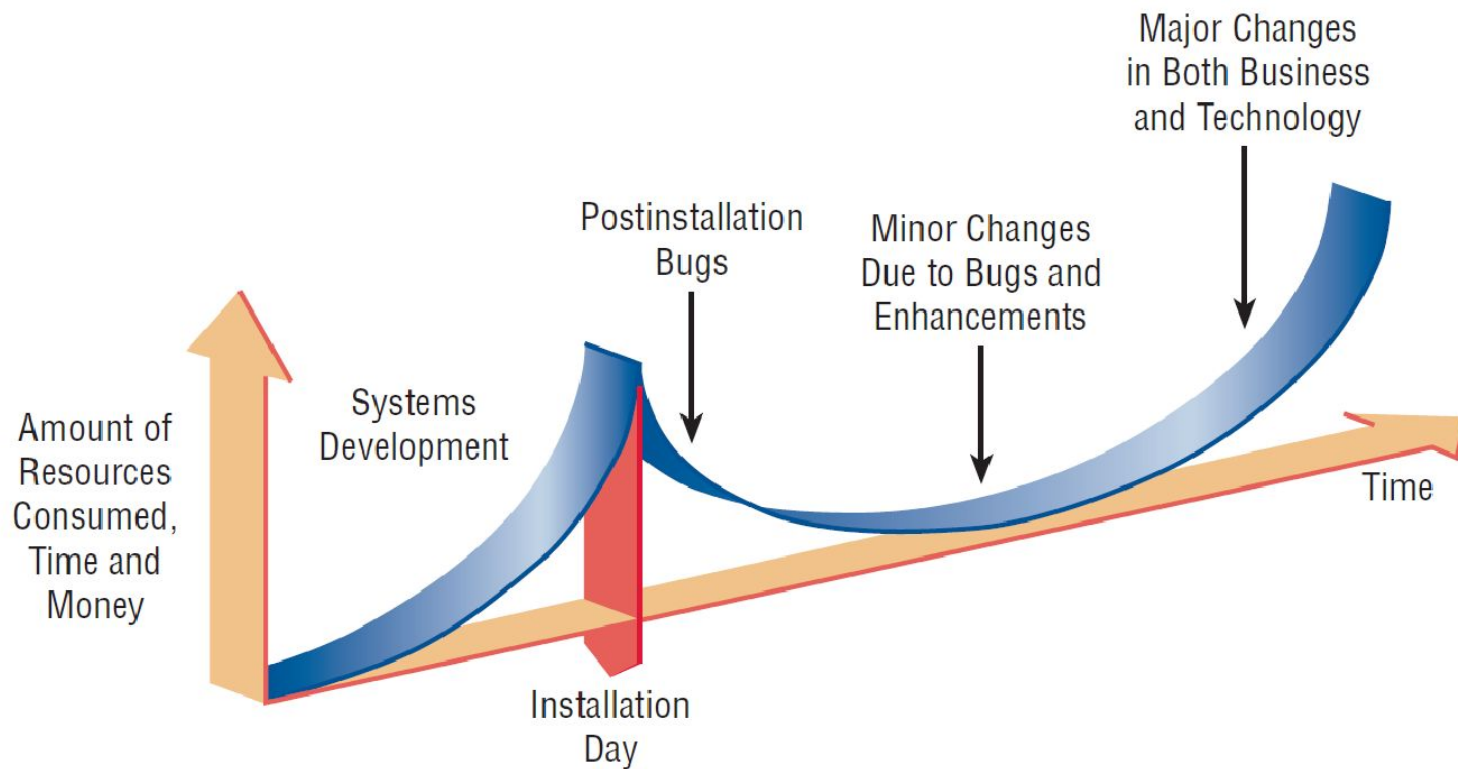 Major Changes
in Both Business
and Technology
Postinstallation
Bugs
Minor Changes
Due to Bugs and
Enhancements
Systems
Development
Amount of
Resources
Consumed,
Time and
Money
Time
Installation
Day